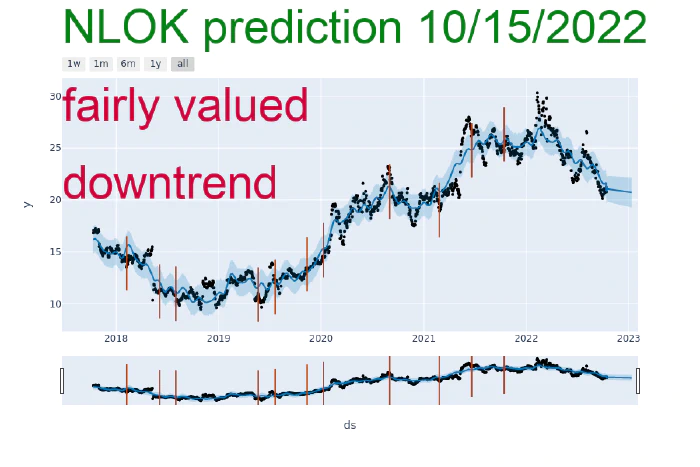 NLOK prediction 10/15/2022
1w 1m 6m 1y all
fairly valued
downtrend
30
25
20
15
10
y
2018 2019 2020 2021 2022 2023
ds